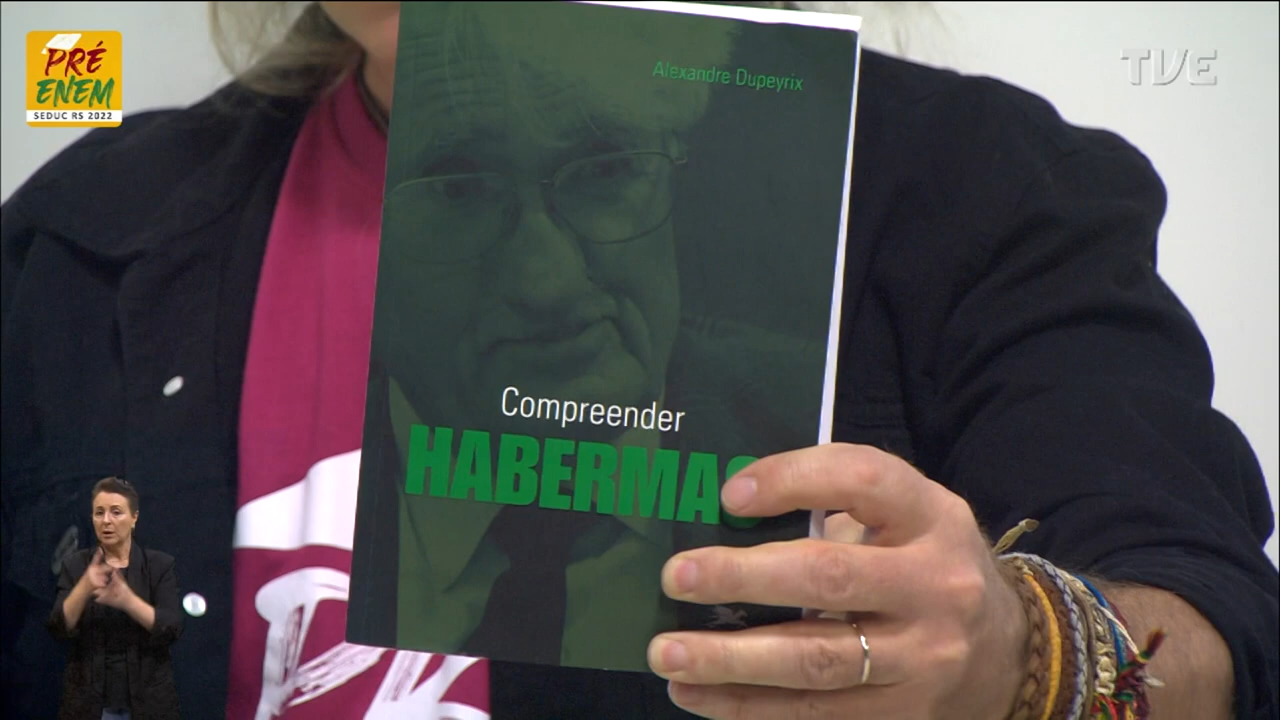 PRÉ
ENEM
SEDUC RS 2022
TVE
Alexandre Dupeyrix
Compreender
HABERMAS